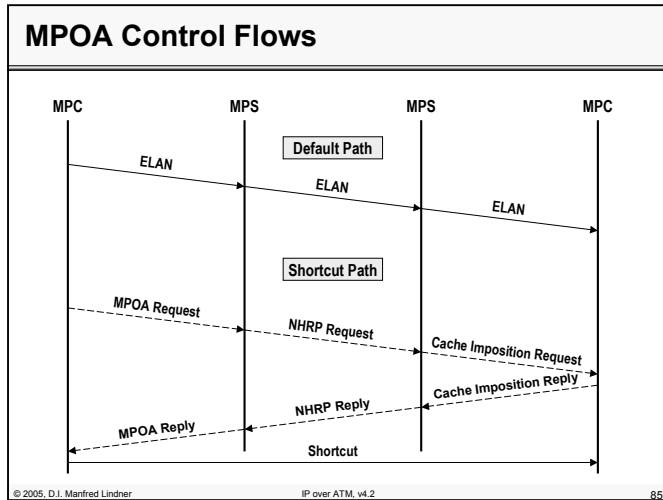 MPOA Control Flows
MPC MPS MPS MPC
Default Path
ELAN
ELAN
ELAN
Shortcut Path
MPOA Request
NHRP Request
Cache Imposition Request
Cache Imposition Reply
NHRP Reply
MPOA Reply
Shortcut
© 2005, D.I. Manfred Lindner IP over ATM, v4.2 85